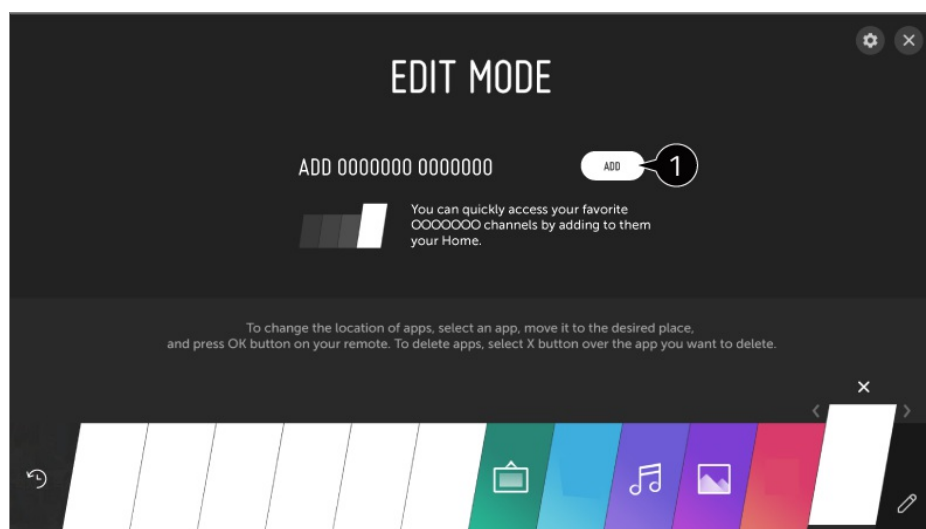 EDIT MODE
ADD OOOOOOO OOOOOOO
ADD
1
You can quickly access your favorite
OOOOOOO channels by adding to them
your Home.
To change the location of apps, select an app, move it to the desired place,
and press OK button on your remote. To delete apps, select X button over the app you want to delete.